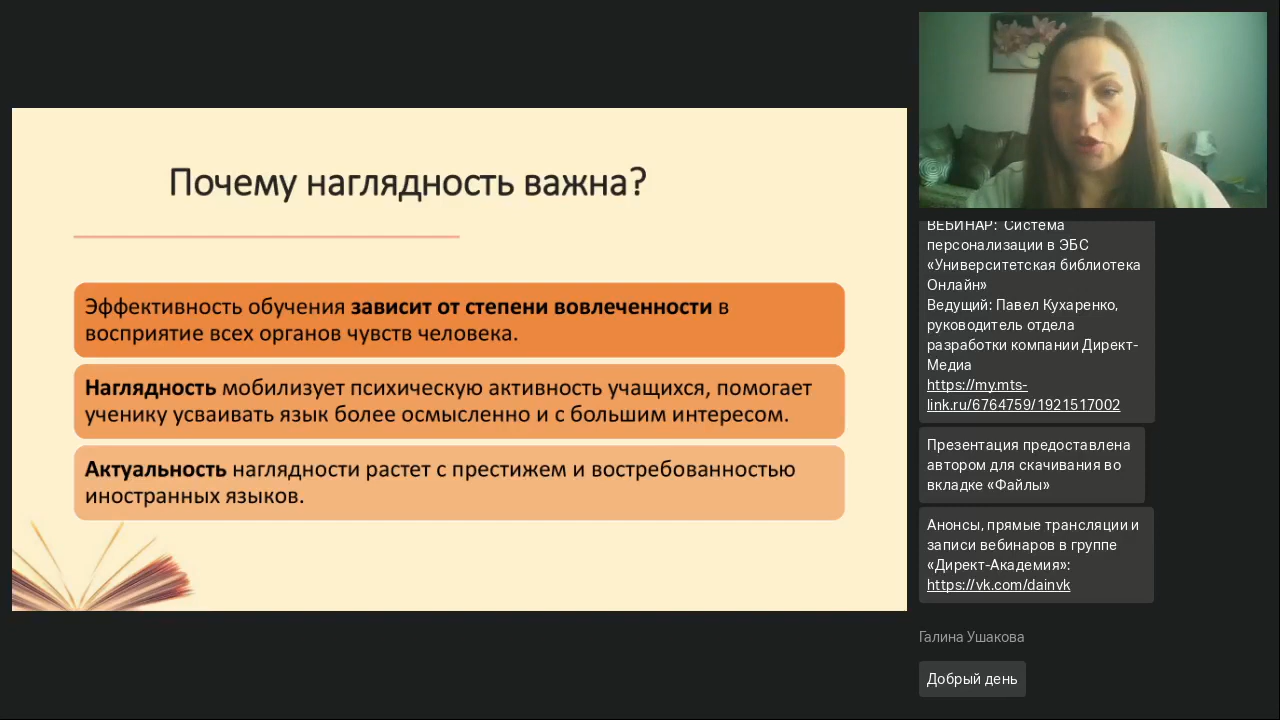 Почему наглядность важна?
Эффективность обучения зависит от степени вовлеченности в
восприятие всех органов чувств человека.
Наглядность мобилизует психическую активность учащихся, помогает
ученику усваивать язык более осмысленно и с большим интересом.
Актуальность наглядности растет с престижем и востребованностью
иностранных языков.
ВЕБИНАР: Система
персонализации в ЭБС
«Университетская библиотека
Онлайн»
Ведущий: Павел Кухаренко,
руководитель отдела
разработки компании Директ-
Медиа
https://my.mts-
link.ru/6764759/1921517002
Презентация предоставлена
автором для скачивания во
вкладке «Файлы»
Анонсы, прямые трансляции и
записи вебинаров в группе
«Директ-Академия»:
https://vk.com/dainvk
Галина Ушакова
Добрый день